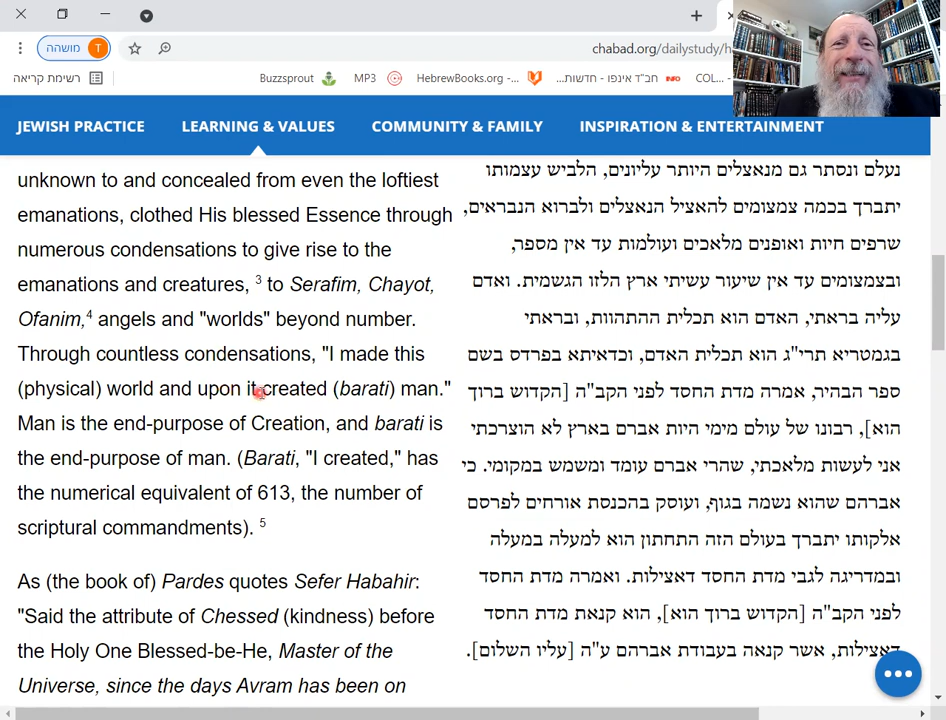 מושהה T
chabad.org/dailystudy/h
רשימת קריאה
Buzzsprout
MP3
HebrewBooks.org -...
חב"ד אינפו - חדשות...
INFO
COL...
JEWISH PRACTICE
LEARNING & VALUES
COMMUNITY & FAMILY
INSPIRATION & ENTERTAINMENT
unknown to and concealed from even the loftiest
emanations, clothed His blessed Essence through
numerous condensations to give rise to the
emanations and creatures, 3 to Serafim, Chayot,
Ofanim,4 angels and "worlds" beyond number.
Through countless condensations, "I made this
(physical) world and upon it created (barati) man."
Man is the end-purpose of Creation, and barati is
the end-purpose of man. (Barati, "I created," has
the numerical equivalent of 613, the number of
scriptural commandments). 5
As (the book of) Pardes quotes Sefer Habahir:
"Said the attribute of Chessed (kindness) before
the Holy One Blessed-be-He, Master of the
Universe, since the days Avram has been on
נעלם ונסתר גם מנאצלים היותר עליונים, הלביש עצמותו
יתברך בכמה צמצומים להאציל הנאצלים ולברוא הנבראים,
שרפים חיות ואופנים מלאכים ועולמות עד אין מספר,
ובצמצומים עד אין שיעור עשיתי ארץ הלזו הגשמית. ואדם
עליה בראתי, האדם הוא תכלית ההתהוות, ובראתי
בגמטריא תרי"ג הוא תכלית האדם, וכדאיתא בפרדס בשם
ספר הבהיר, אמרה מדת החסד לפני הקב"ה [הקדוש ברוך
הוא], רבונו של עולם מימי היות אברם בארץ לא הוצרכתי
אני לעשות מלאכתי, שהרי אברם עומד ומשמש במקומי. כי
אברהם שהוא נשמה בגוף, ועוסק בהכנסת אורחים לפרסם
אלקותו יתברך בעולם הזה התחתון הוא למעלה במעלה
ובמדריגה לגבי מדת החסד דאצילות. ואמרה מדת החסד
לפני הקב"ה [הקדוש ברוך הוא], הוא קנאת מדת החסד
דאצילות, אשר קנאה בעבודת אברהם ע"ה [עליו השלום].